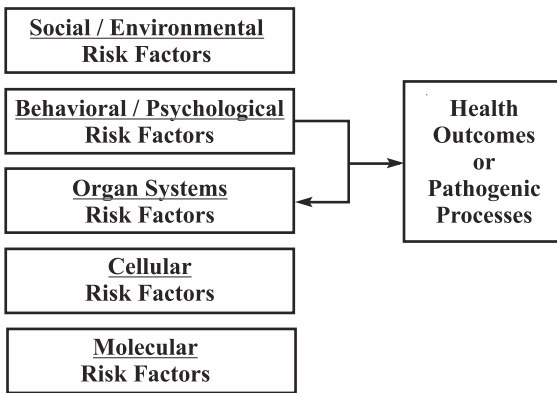 Social / Environmental
Risk Factors
Behavioral / Psychological
Risk Factors
Organ Systems
Risk Factors
Cellular
Risk Factors
Molecular
Risk Factors
Health
Outcomes
or
Pathogenic
Processes